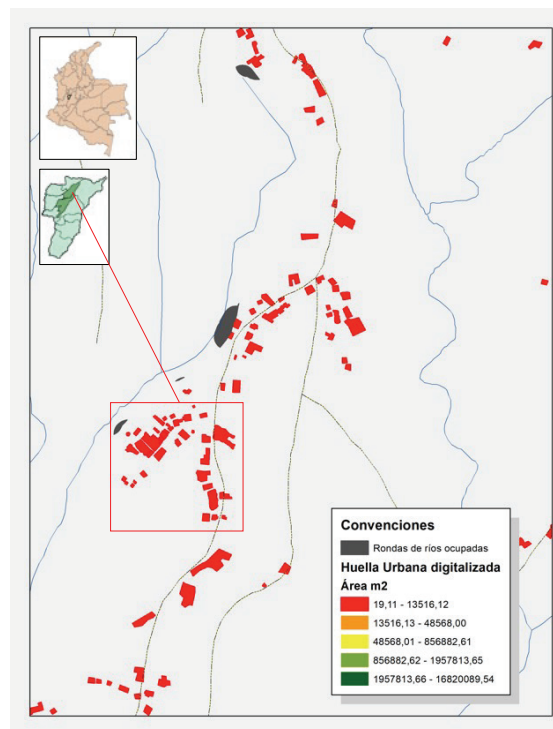 Convenciones
Rondas de ríos ocupadas
Huella Urbana digitalizada
Área m2
19,11 - 13516,12
13516,13 - 48568,00
48568,01 - 856882,61
856882,62 - 1957813,65
1957813,66 - 16820089,54